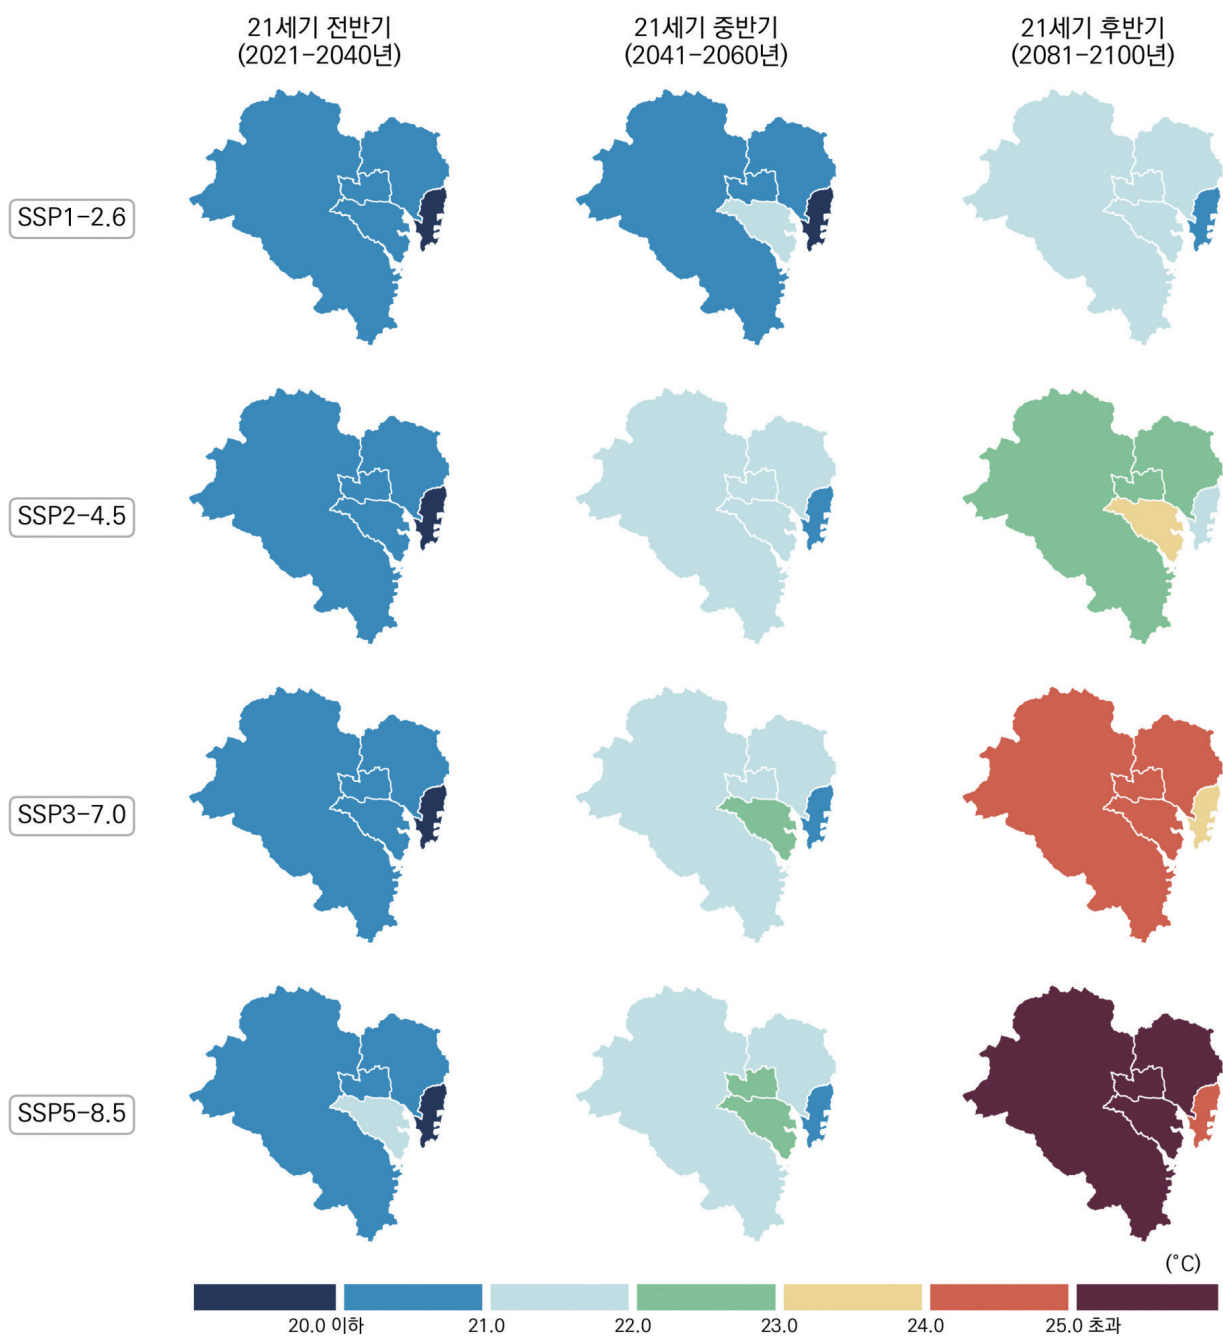 21세기 전반기
(2021-2040년)
21세기 중반기
(2041-2060년)
21세기 후반기
(2081-2100년)
SSP1-2.6
SSP2-4.5
SSP3-7.0
SSP5-8.5
(°C)
20.0 이하
21.0
22.0
23.0
24.0
25.0 초과